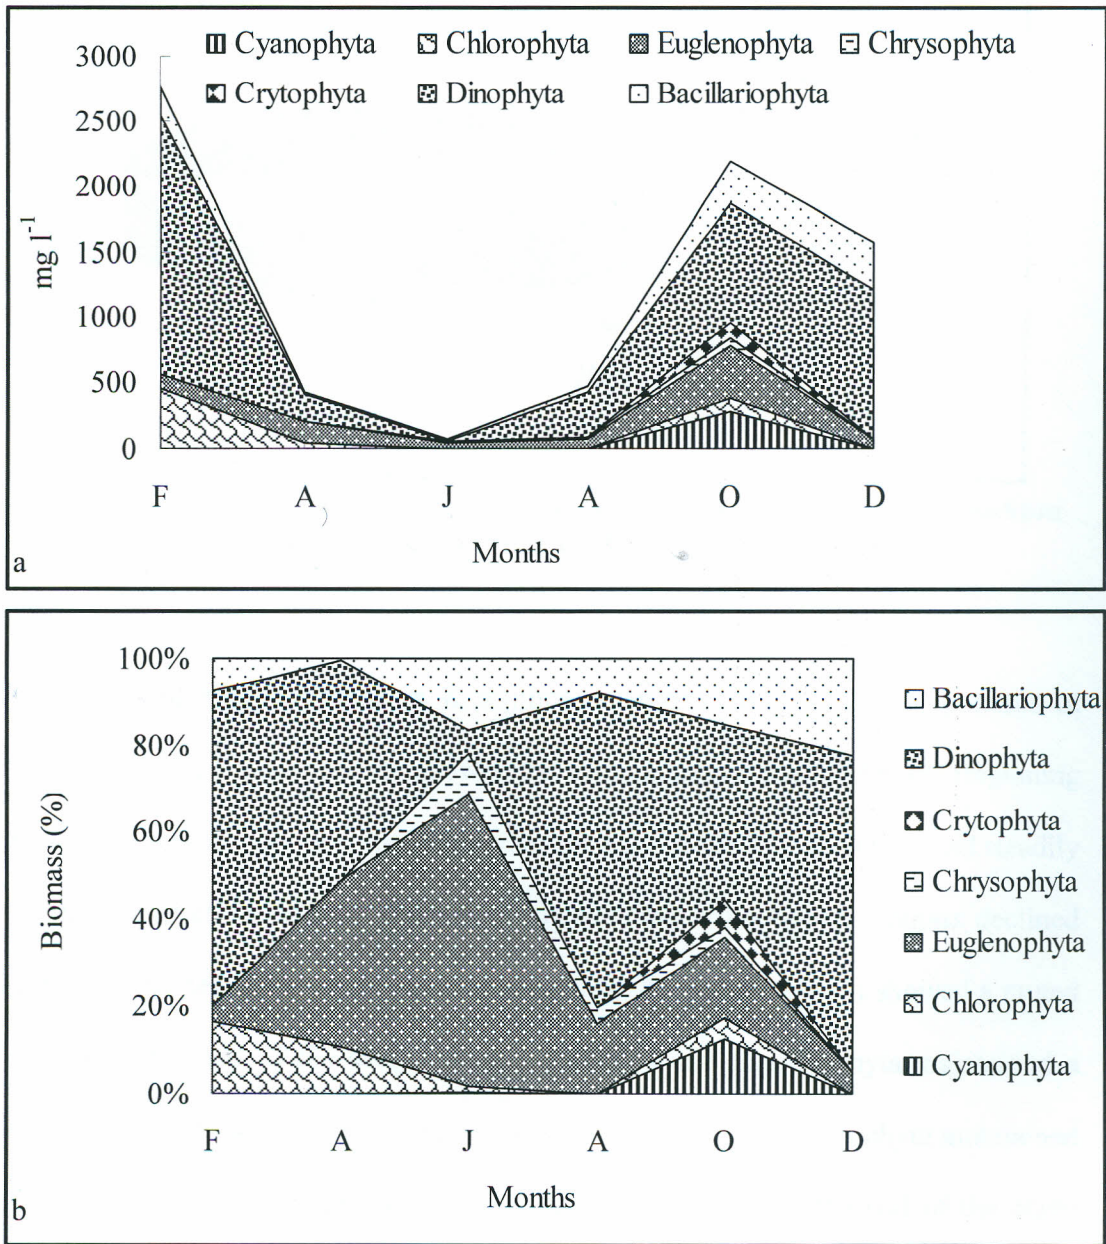 Cyanophyta Chlorophyta Euglenophyta Chrysophyta
Crytophyta Dinophyta Bacillariophyta
3000
2500
2000
1500
1000
500
0
mg l-1
F A J A O D
Months
a
100%
80%
60%
40%
20%
0%
Biomass (%)
Bacillariophyta
Dinophyta
Crytophyta
Chrysophyta
Euglenophyta
Chlorophyta
Cyanophyta
F A J A O D
Months
b